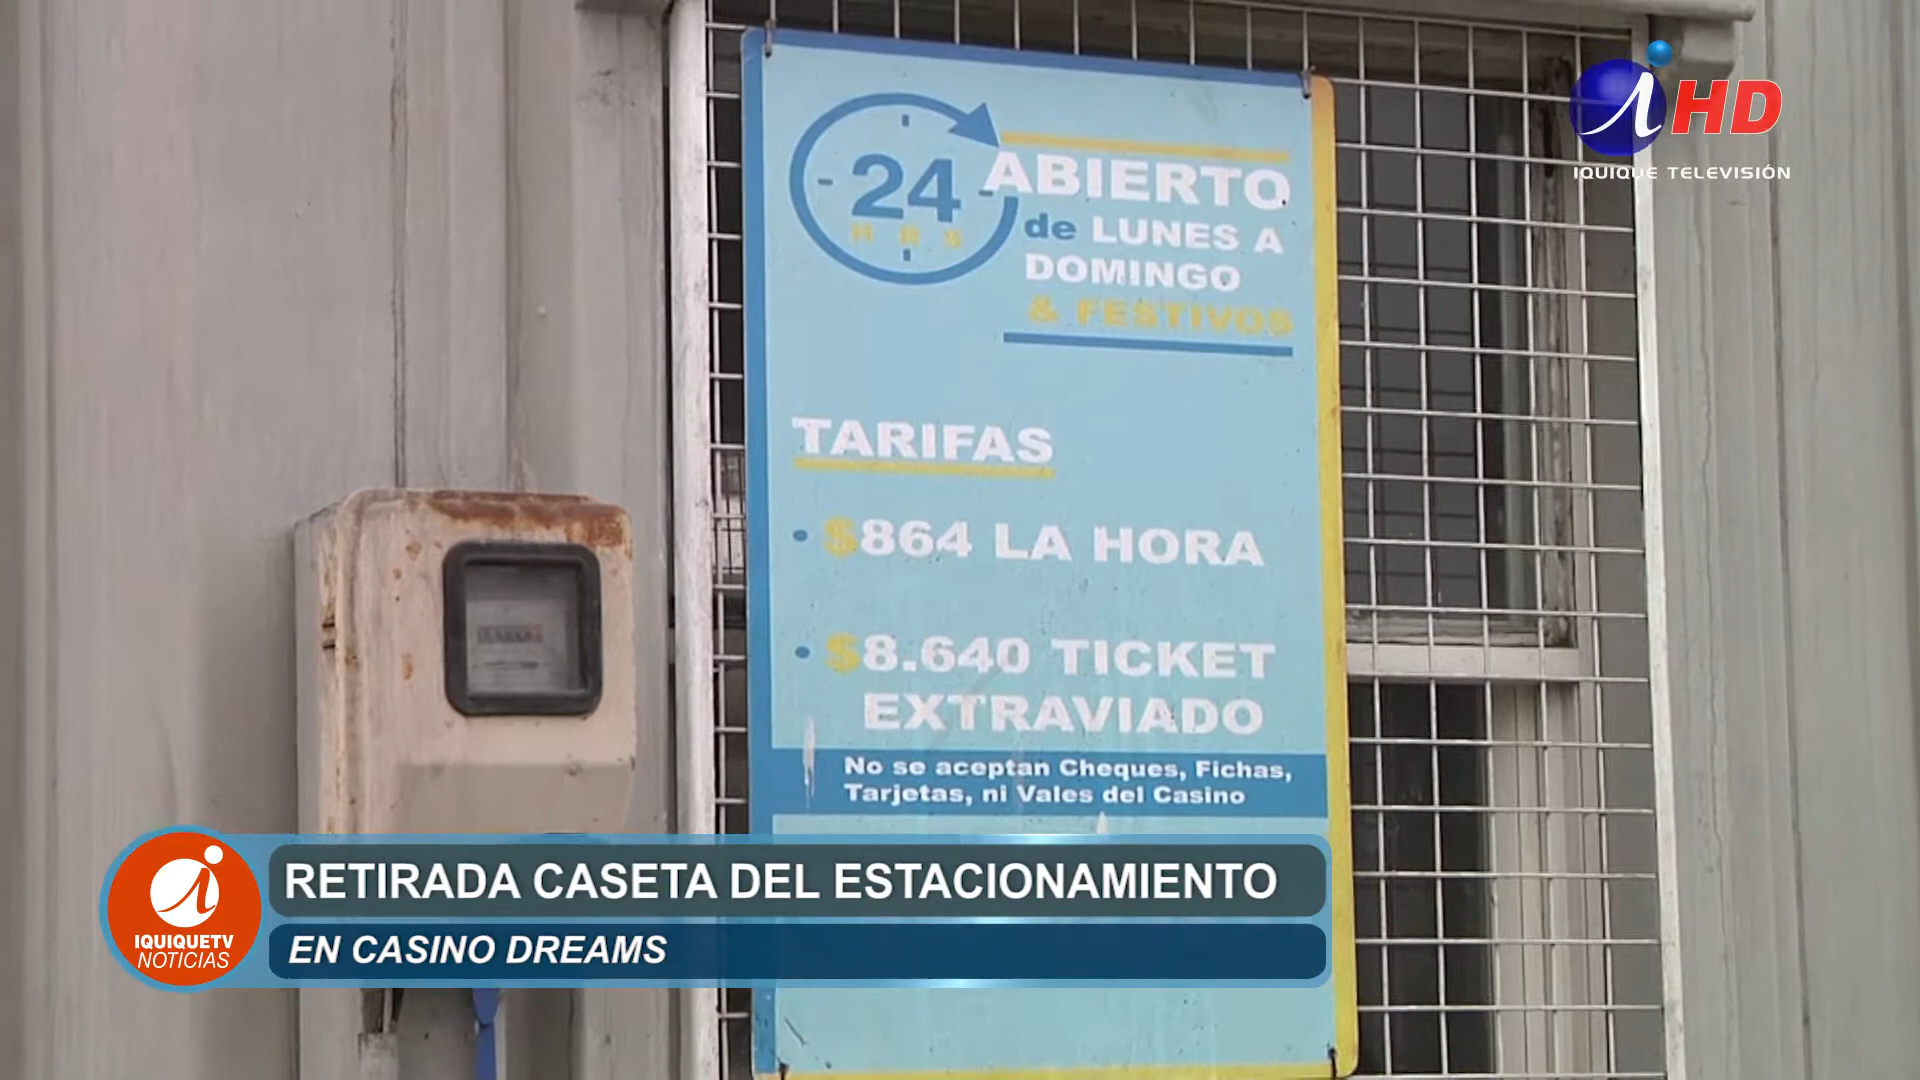 HD
IQUIQUE TELEVISIÓN
24
HRS
ABIERTO
de LUNES A
DOMINGO
& FESTIVOS
TARIFAS
• $864 LA HORA
• $8.640 TICKET
EXTRAVIADO
No se aceptan Cheques, Fichas,
Tarjetas, ni Vales del Casino
RETIRADA CASETA DEL ESTACIONAMIENTO
EN CASINO DREAMS
IQUIQUETV
NOTICIAS